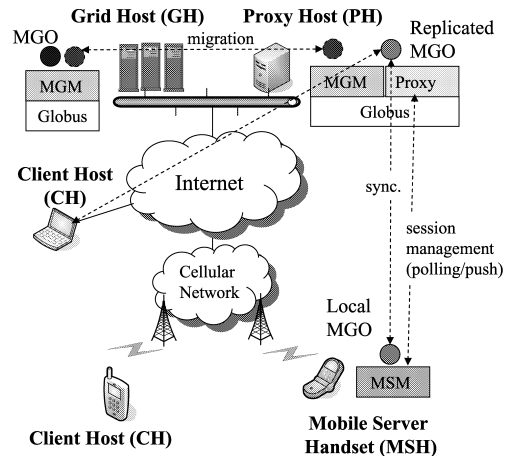 Grid Host (GH)
Proxy Host (PH)
MGO
migration
Replicated
MGO
MGM
Globus
MGM
Proxy
Globus
Client Host
(CH)
Internet
sync.
session
management
(polling/push)
Cellular
Network
Local
MGO
MSM
Client Host (CH)
Mobile Server
Handset (MSH)